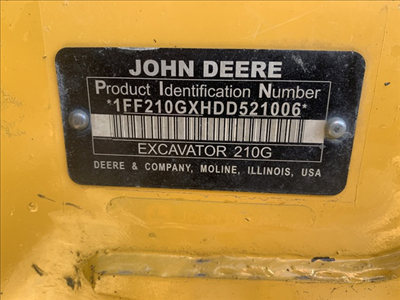 JOHN DEERE
Product Identification Number
*1FF210GXHDD521006*
EXCAVATOR 210G
DEERE & COMPANY, MOLINE, ILLINOIS, USA